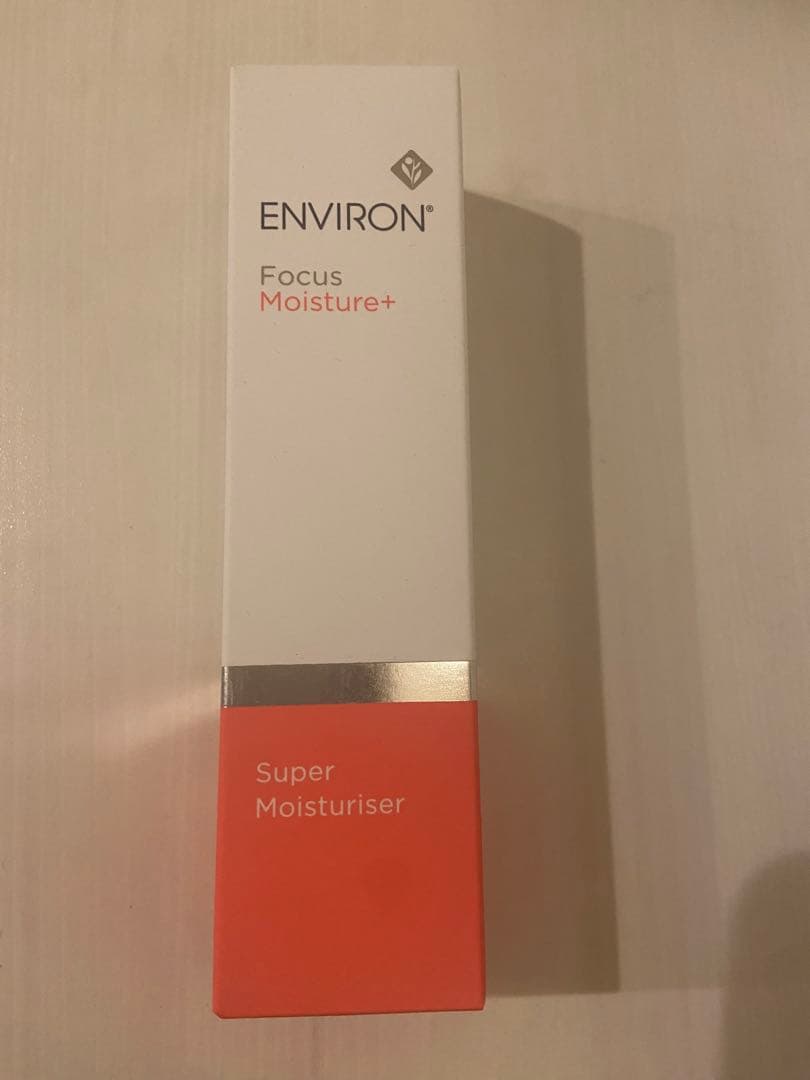 ENVIRON®
Focus
Moisture+
Super
Moisturiser